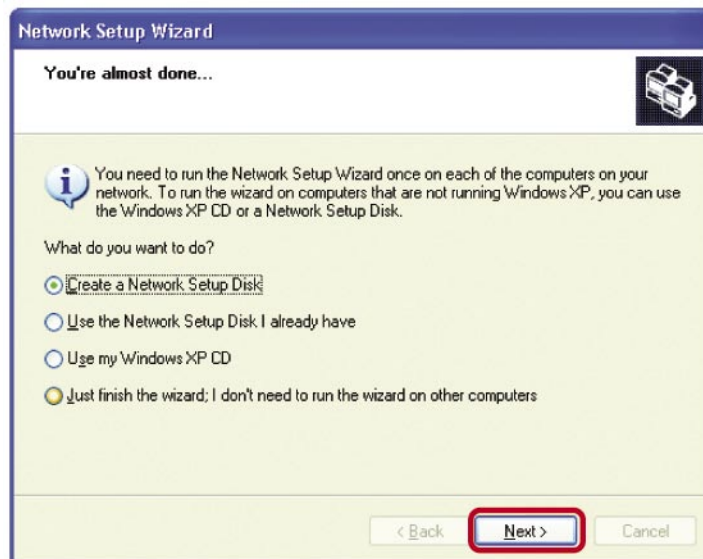 Network Setup Wizard
You're almost done...
You need to run the Network Setup Wizard once on each of the computers on your
network. To run the wizard on computers that are not running Windows XP, you can use
the Windows XP CD or a Network Setup Disk.
What do you want to do?
Create a Network Setup Disk
Use the Network Setup Disk I already have
Use my Windows XP CD
Just finish the wizard; I don't need to run the wizard on other computers
< Back
Next >
Cancel